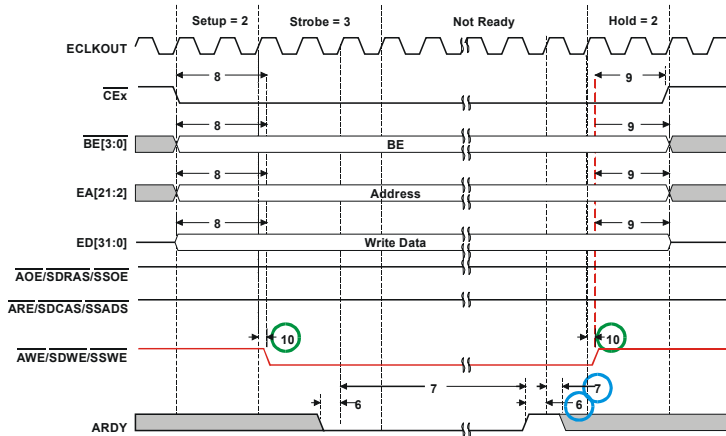 Setup = 2 Strobe = 3 Not Ready Hold = 2
ECLKOUT
8 9
CEx
8 9
BE[3:0] BE
8 9
EA[21:2] Address
8 9
ED[31:0] Write Data
AOE/SDRAS/SSOE
ARE/SDCAS/SSADS
10 10
AWE/SDWE/SSWE
7 7
6 6
ARDY